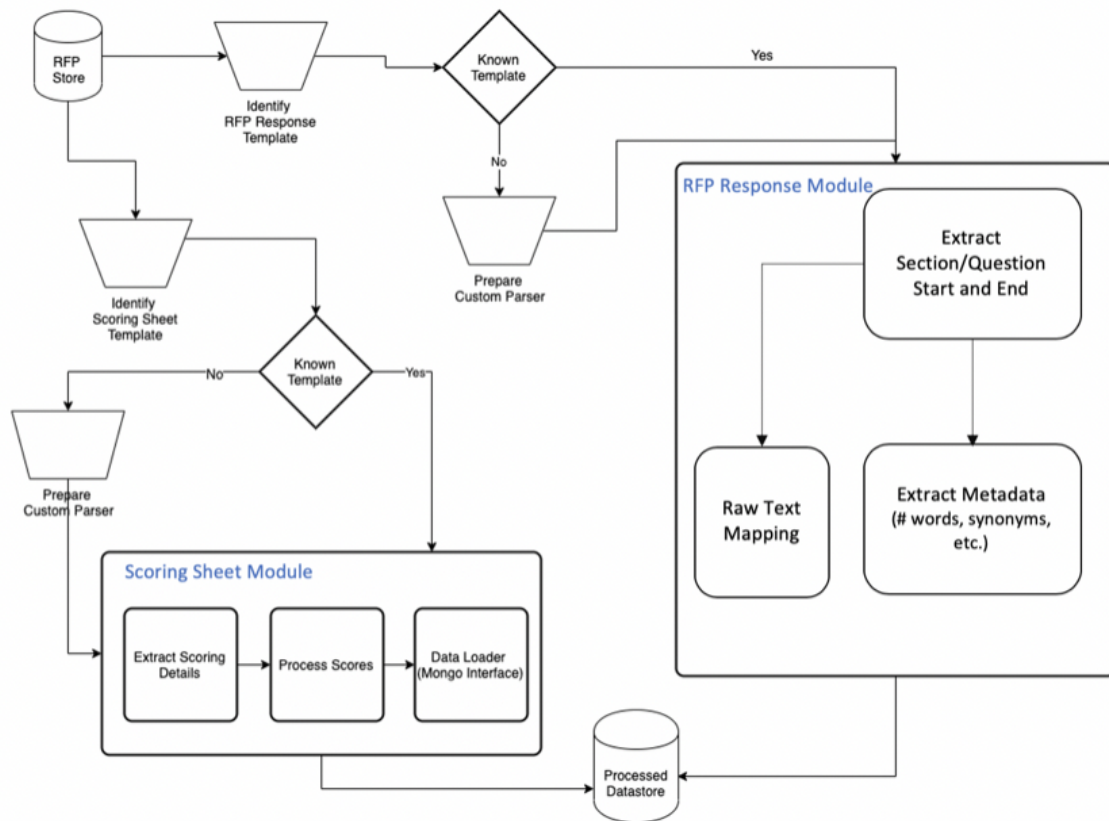 RFP
Store
Identify
RFP Response
Template
Known
Template
Yes
No
Prepare
Custom Parser
Identify
Scoring Sheet
Template
Known
Template
No
Yes
Prepare
Custom Parser
RFP Response Module
Extract
Section/Question
Start and End
Raw Text
Mapping
Extract Metadata
(# words, synonyms,
etc.)
Scoring Sheet Module
Extract Scoring
Details
Process Scores
Data Loader
(Mongo Interface)
Processed
Datastore